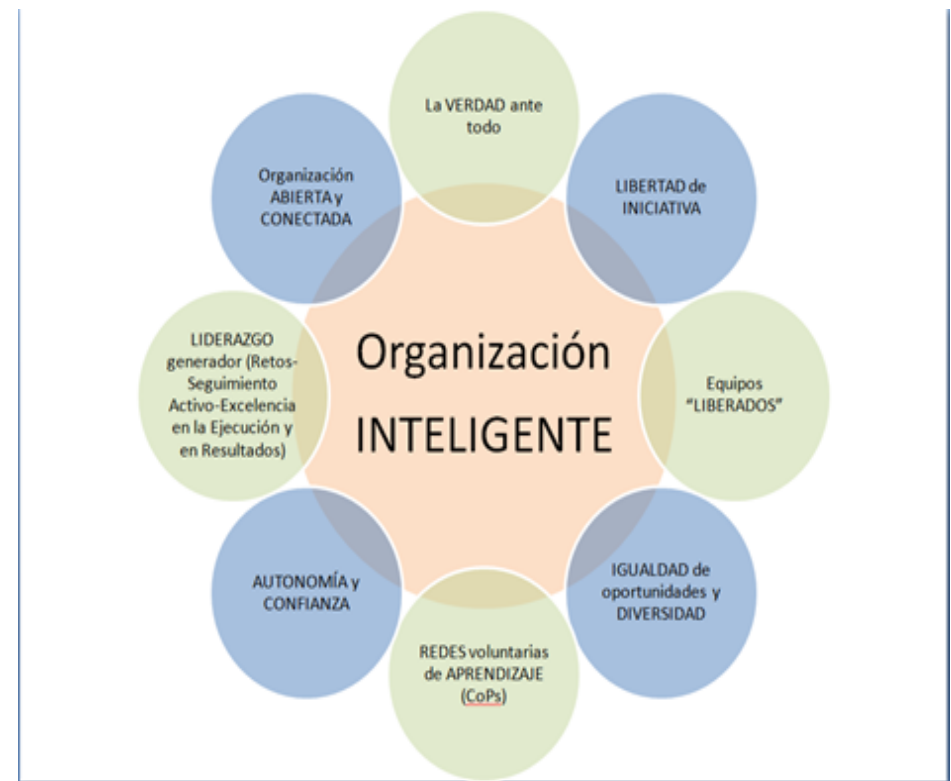 La VERDAD ante
todo
LIBERTAD de
INICIATIVA
Equipos
“LIBERADOS”
IGUALDAD de
oportunidades y
DIVERSIDAD
REDES voluntarias
de APRENDIZAJE
(CoPs)
AUTONOMÍA y
CONFIANZA
LIDERAZGO
generador (Retos-
Seguimiento
Activo-Excelencia
en la Ejecución y
en Resultados)
Organización
ABIERTA y
CONECTADA
Organización
INTELIGENTE